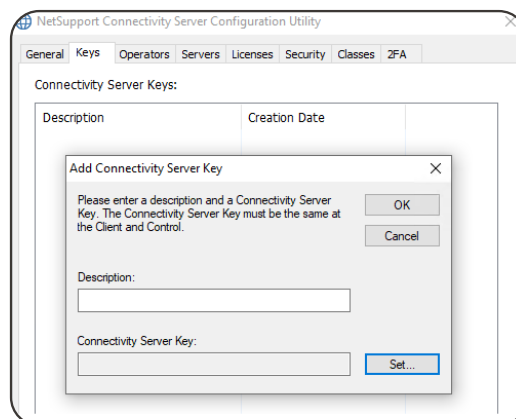 NetSupport Connectivity Server Configuration Utility
General Keys Operators Servers Licenses Security Classes 2FA
Connectivity Server Keys:
Description Creation Date
Add Connectivity Server Key
Please enter a description and a Connectivity Server
Key. The Connectivity Server Key must be the same at
the Client and Control.
OK
Cancel
Description:
Connectivity Server Key:
Set...